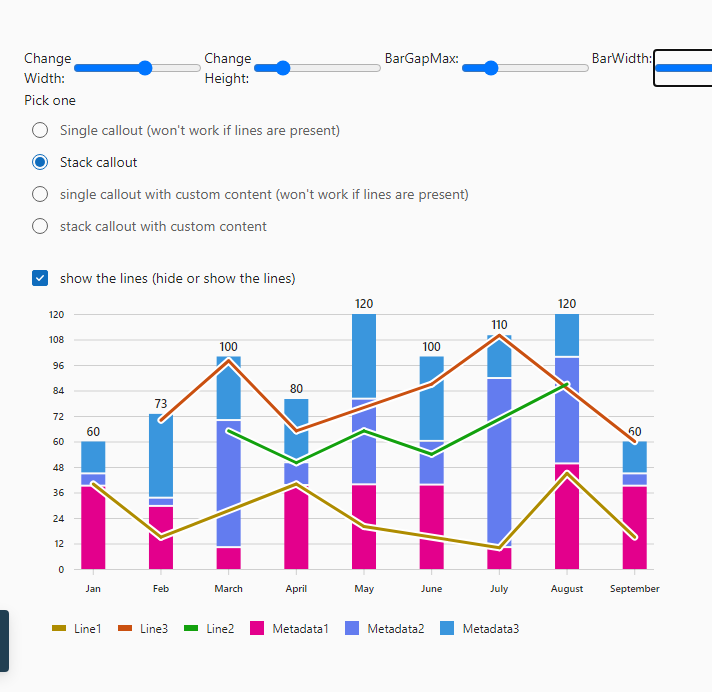 Change Width:
Change Height:
BarGapMax:
BarWidth:
Pick one
Single callout (won't work if lines are present)
Stack callout
single callout with custom content (won't work if lines are present)
stack callout with custom content
show the lines (hide or show the lines)
120
108
96
84
72
60
48
36
24
12
0
60
73
100
80
120
100
110
120
60
Jan Feb March April May June July August September
Line1 Line3 Line2 Metadata1 Metadata2 Metadata3